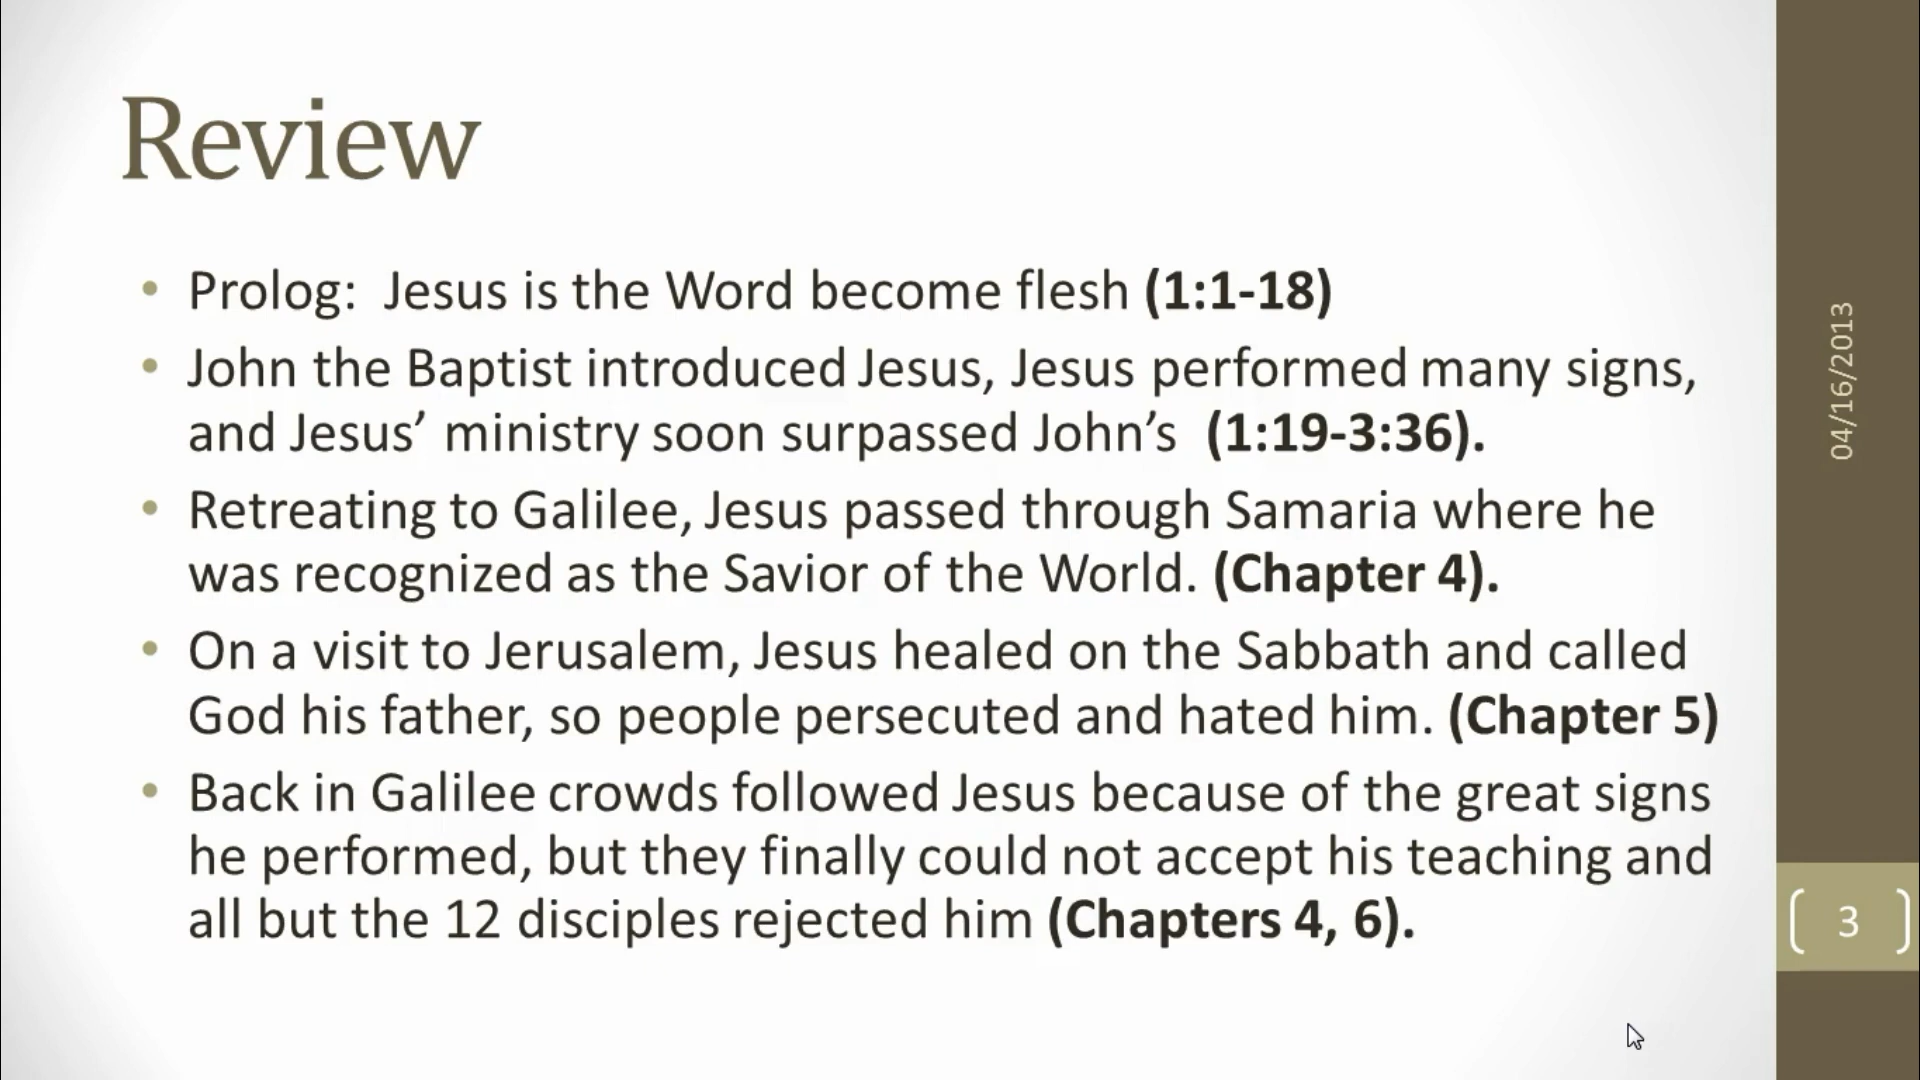 Review
• Prolog:  Jesus is the Word become flesh (1:1-18)
• John the Baptist introduced Jesus, Jesus performed many signs,
and Jesus’ ministry soon surpassed John’s  (1:19-3:36).
• Retreating to Galilee, Jesus passed through Samaria where he
was recognized as the Savior of the World. (Chapter 4).
• On a visit to Jerusalem, Jesus healed on the Sabbath and called
God his father, so people persecuted and hated him. (Chapter 5)
• Back in Galilee crowds followed Jesus because of the great signs
he performed, but they finally could not accept his teaching and
all but the 12 disciples rejected him (Chapters 4, 6).
04/16/2013
3